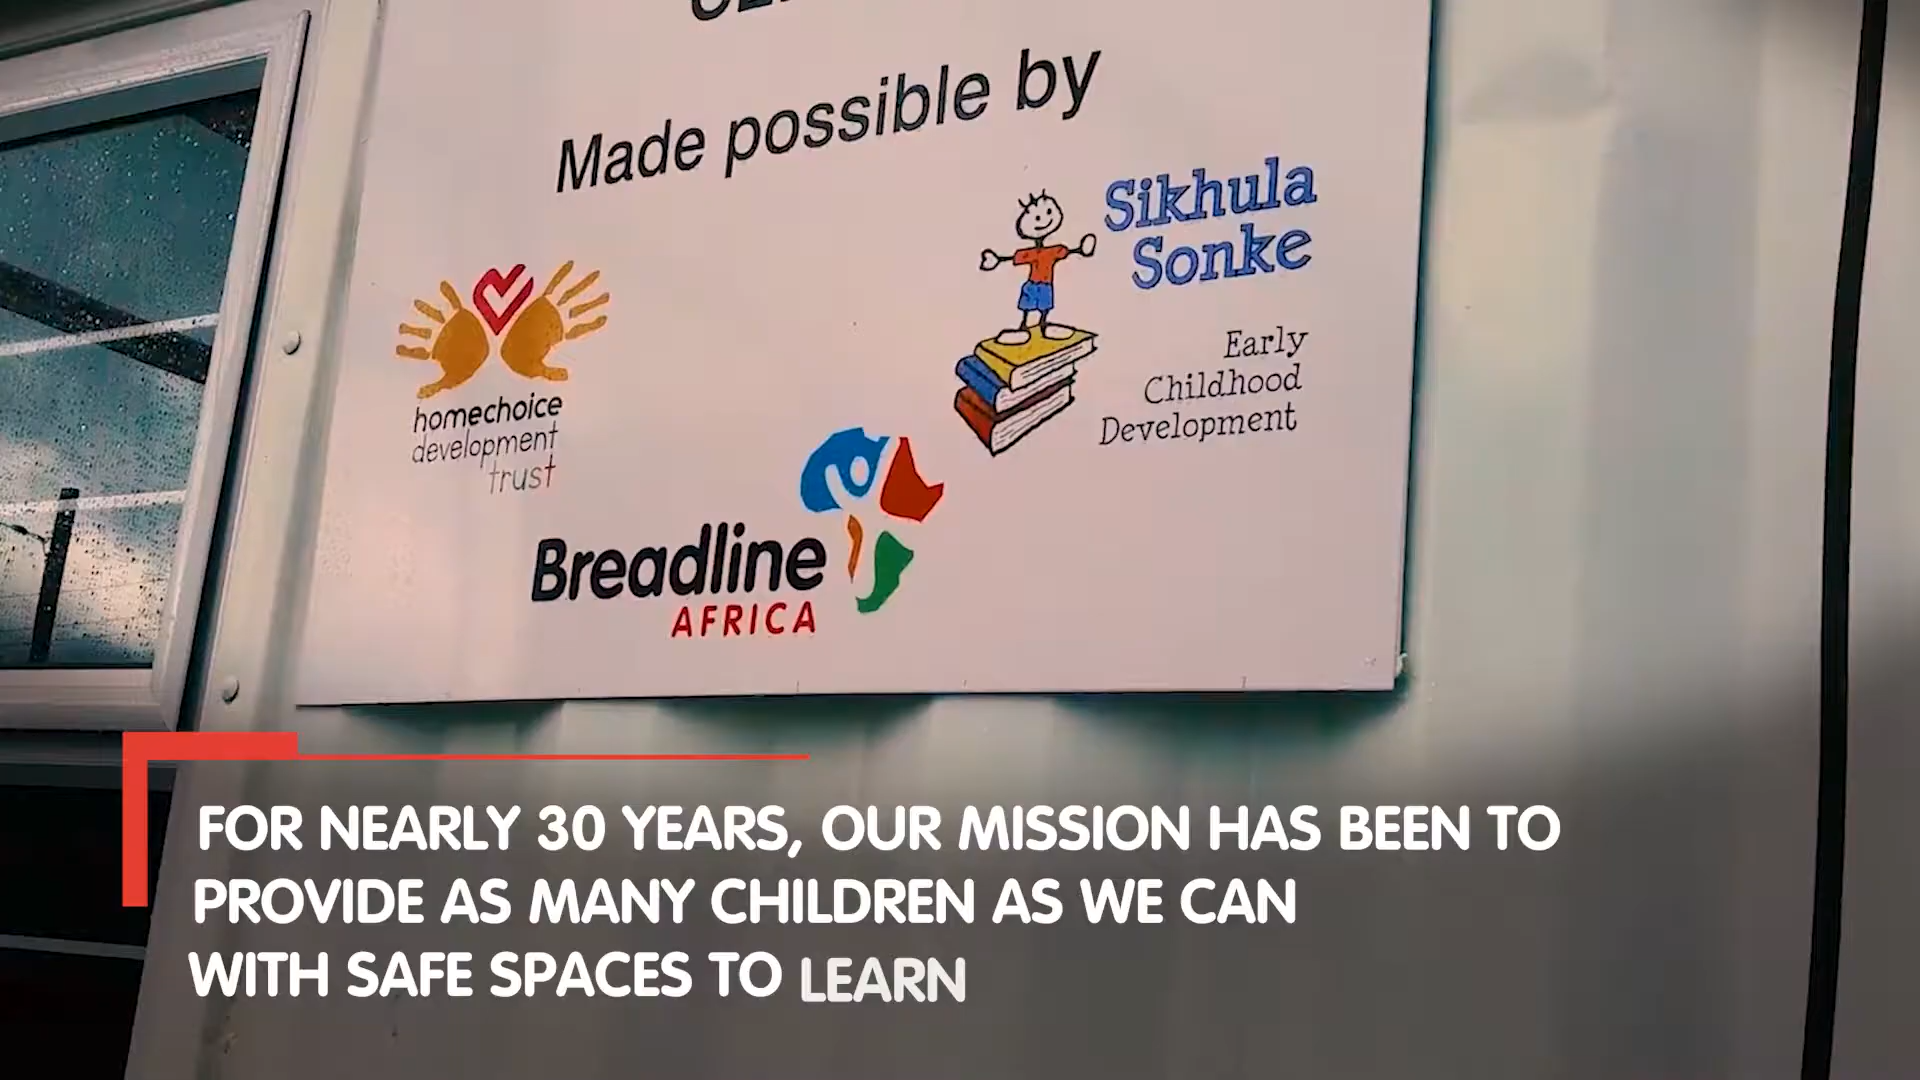 Made possible by
Sikhula
Sonke
Early
Childhood
Development
homechoice
development
trust
Breadline
AFRICA
FOR NEARLY 30 YEARS, OUR MISSION HAS BEEN TO
PROVIDE AS MANY CHILDREN AS WE CAN
WITH SAFE SPACES TO LEARN